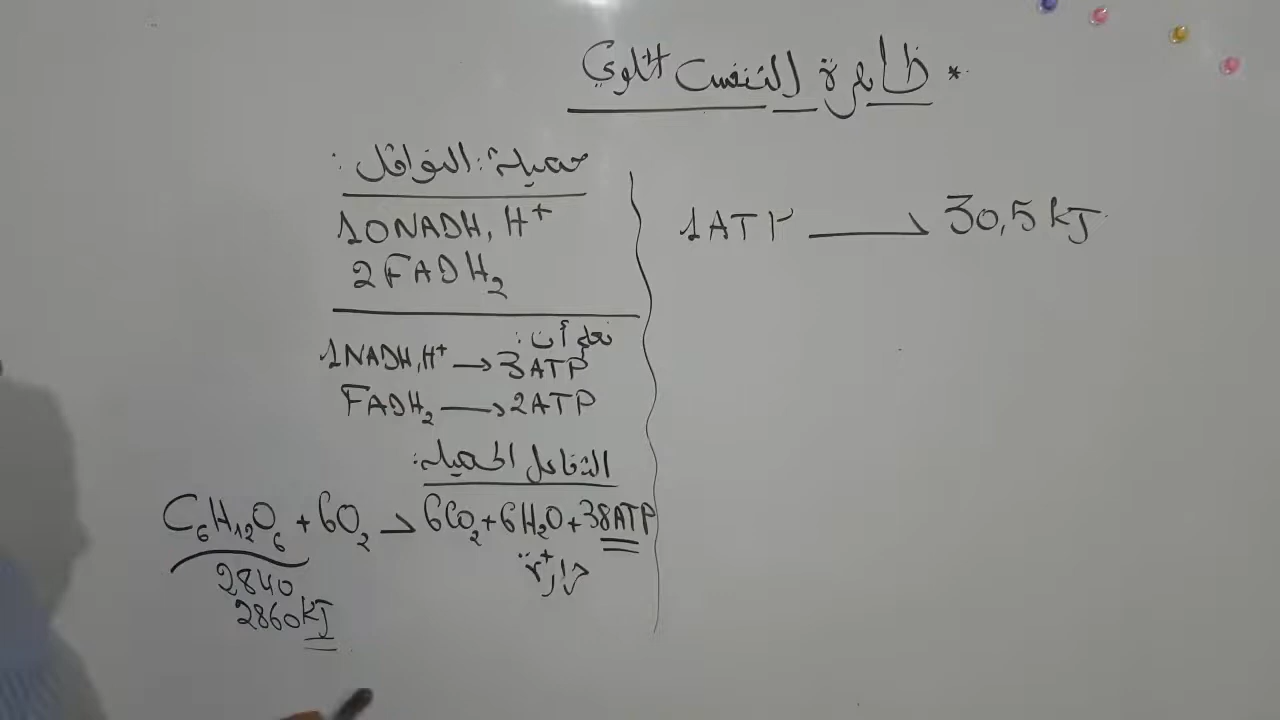 * ظاهرة التنفس الخلوي
حصيلة النواقل:
10NADH, H⁺
2FADH₂
نعلم أن:
1NADH, H⁺ → 3ATP
FADH₂ → 2ATP
التفاعل الحصيلة:
C₆H₁₂O₆ + 6O₂ → 6CO₂ + 6H₂O + 38ATP
+ حرارة
2840
2860KJ
1ATP → 30,5 kJ